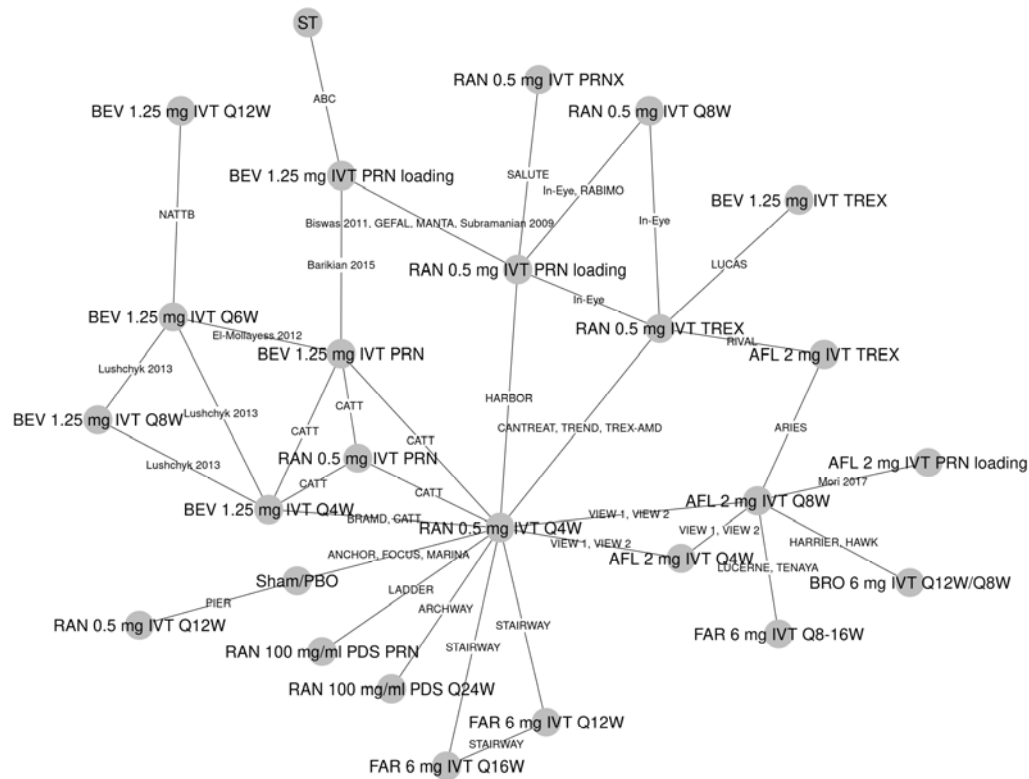 ST
RAN 0.5 mg IVT PRNX
ABC
BEV 1.25 mg IVT Q12W
RAN 0.5 mg IVT Q8W
SALUTE
BEV 1.25 mg IVT PRN loading
In-Eye, RABIMO
BEV 1.25 mg IVT TREX
NATTB
Biswas 2011, GEFAL, MANTA, Subramanian 2009
In-Eye
Barikian 2015
RAN 0.5 mg IVT PRN loading
LUCAS
In-Eye
BEV 1.25 mg IVT Q6W
El-Mollayess 2012
RAN 0.5 mg IVT TREX
RIVAL
BEV 1.25 mg IVT PRN
AFL 2 mg IVT TREX
Lushchyk 2013
HARBOR
CATT
BEV 1.25 mg IVT Q8W
Lushchyk 2013
CATT
CATT
CANTREAT, TREND, TREX-AMD
ARIES
RAN 0.5 mg IVT PRN
AFL 2 mg IVT PRN loading
Lushchyk 2013
CATT
CATT
Mori 2017
BEV 1.25 mg IVT Q4W
BRAMD, CATT
RAN 0.5 mg IVT Q4W
VIEW 1, VIEW 2
AFL 2 mg IVT Q8W
VIEW 1, VIEW 2
VIEW 1, VIEW 2
ANCHOR, FOCUS, MARINA
AFL 2 mg IVT Q4W
HARRIER, HAWK
LUCERNE, TENAYA
Sham/PBO
LADDER
BRO 6 mg IVT Q12W/Q8W
PIER
ARCHWAY
RAN 0.5 mg IVT Q12W
STAIRWAY
FAR 6 mg IVT Q8-16W
RAN 100 mg/ml PDS PRN
STAIRWAY
RAN 100 mg/ml PDS Q24W
FAR 6 mg IVT Q12W
STAIRWAY
FAR 6 mg IVT Q16W